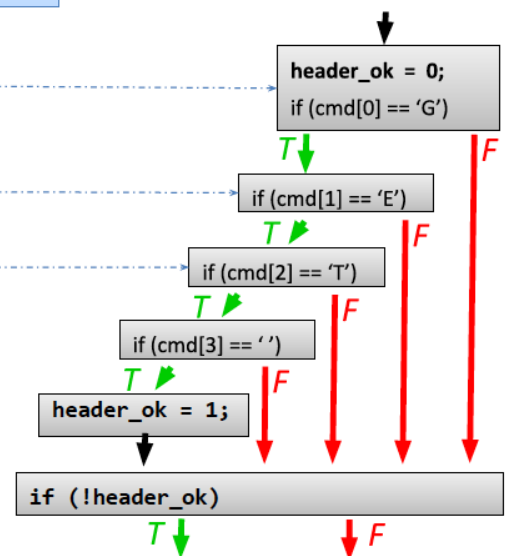 header_ok = 0;
if (cmd[0] == ‘G’)
T
F
if (cmd[1] == ‘E’)
T
F
if (cmd[2] == ‘T’)
T
F
if (cmd[3] == ‘ ’)
T
F
header_ok = 1;
if (!header_ok)
T
F